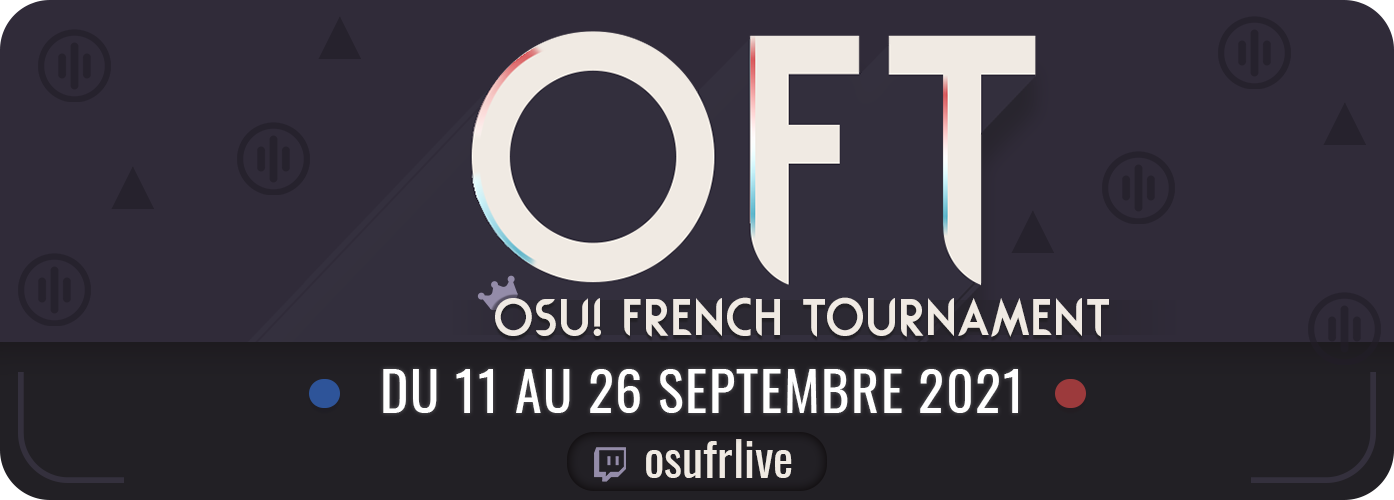 OFT
OSU! FRENCH TOURNAMENT
DU 11 AU 26 SEPTEMBRE 2021
osufrlive